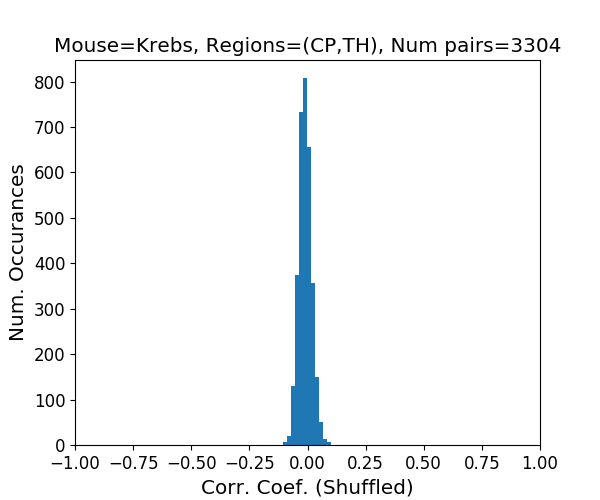 Mouse=Krebs, Regions=(CP,TH), Num pairs=3304
800
700
600
500
400
300
200
100
0
Num. Occurances
−1.00 −0.75 −0.50 −0.25 0.00 0.25 0.50 0.75 1.00
Corr. Coef. (Shuffled)